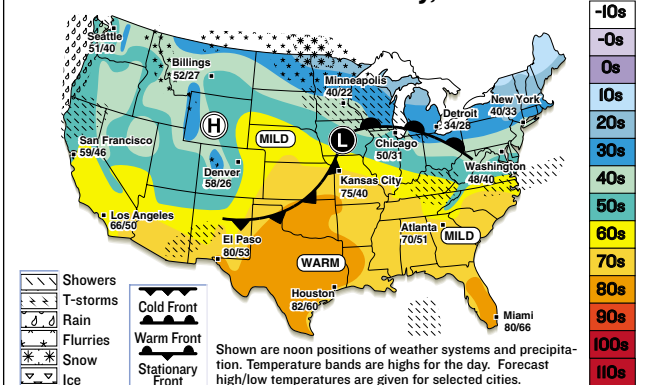 Seattle
51/40
Billings
52/27
Minneapolis
40/22
New York
40/33
Detroit
34/28
H
MILD
L
Chicago
50/31
San Francisco
59/46
Denver
58/26
Kansas City
75/40
Washington
48/40
Los Angeles
66/50
El Paso
80/53
Atlanta
70/51
MILD
WARM
Houston
82/60
Miami
80/66
Showers
T-storms
Rain
Flurries
Snow
Ice
Cold Front
Warm Front
Stationary
Front
Shown are noon positions of weather systems and precipita-
tion. Temperature bands are highs for the day. Forecast
high/low temperatures are given for selected cities.
-10s
-0s
0s
10s
20s
30s
40s
50s
60s
70s
80s
90s
100s
110s